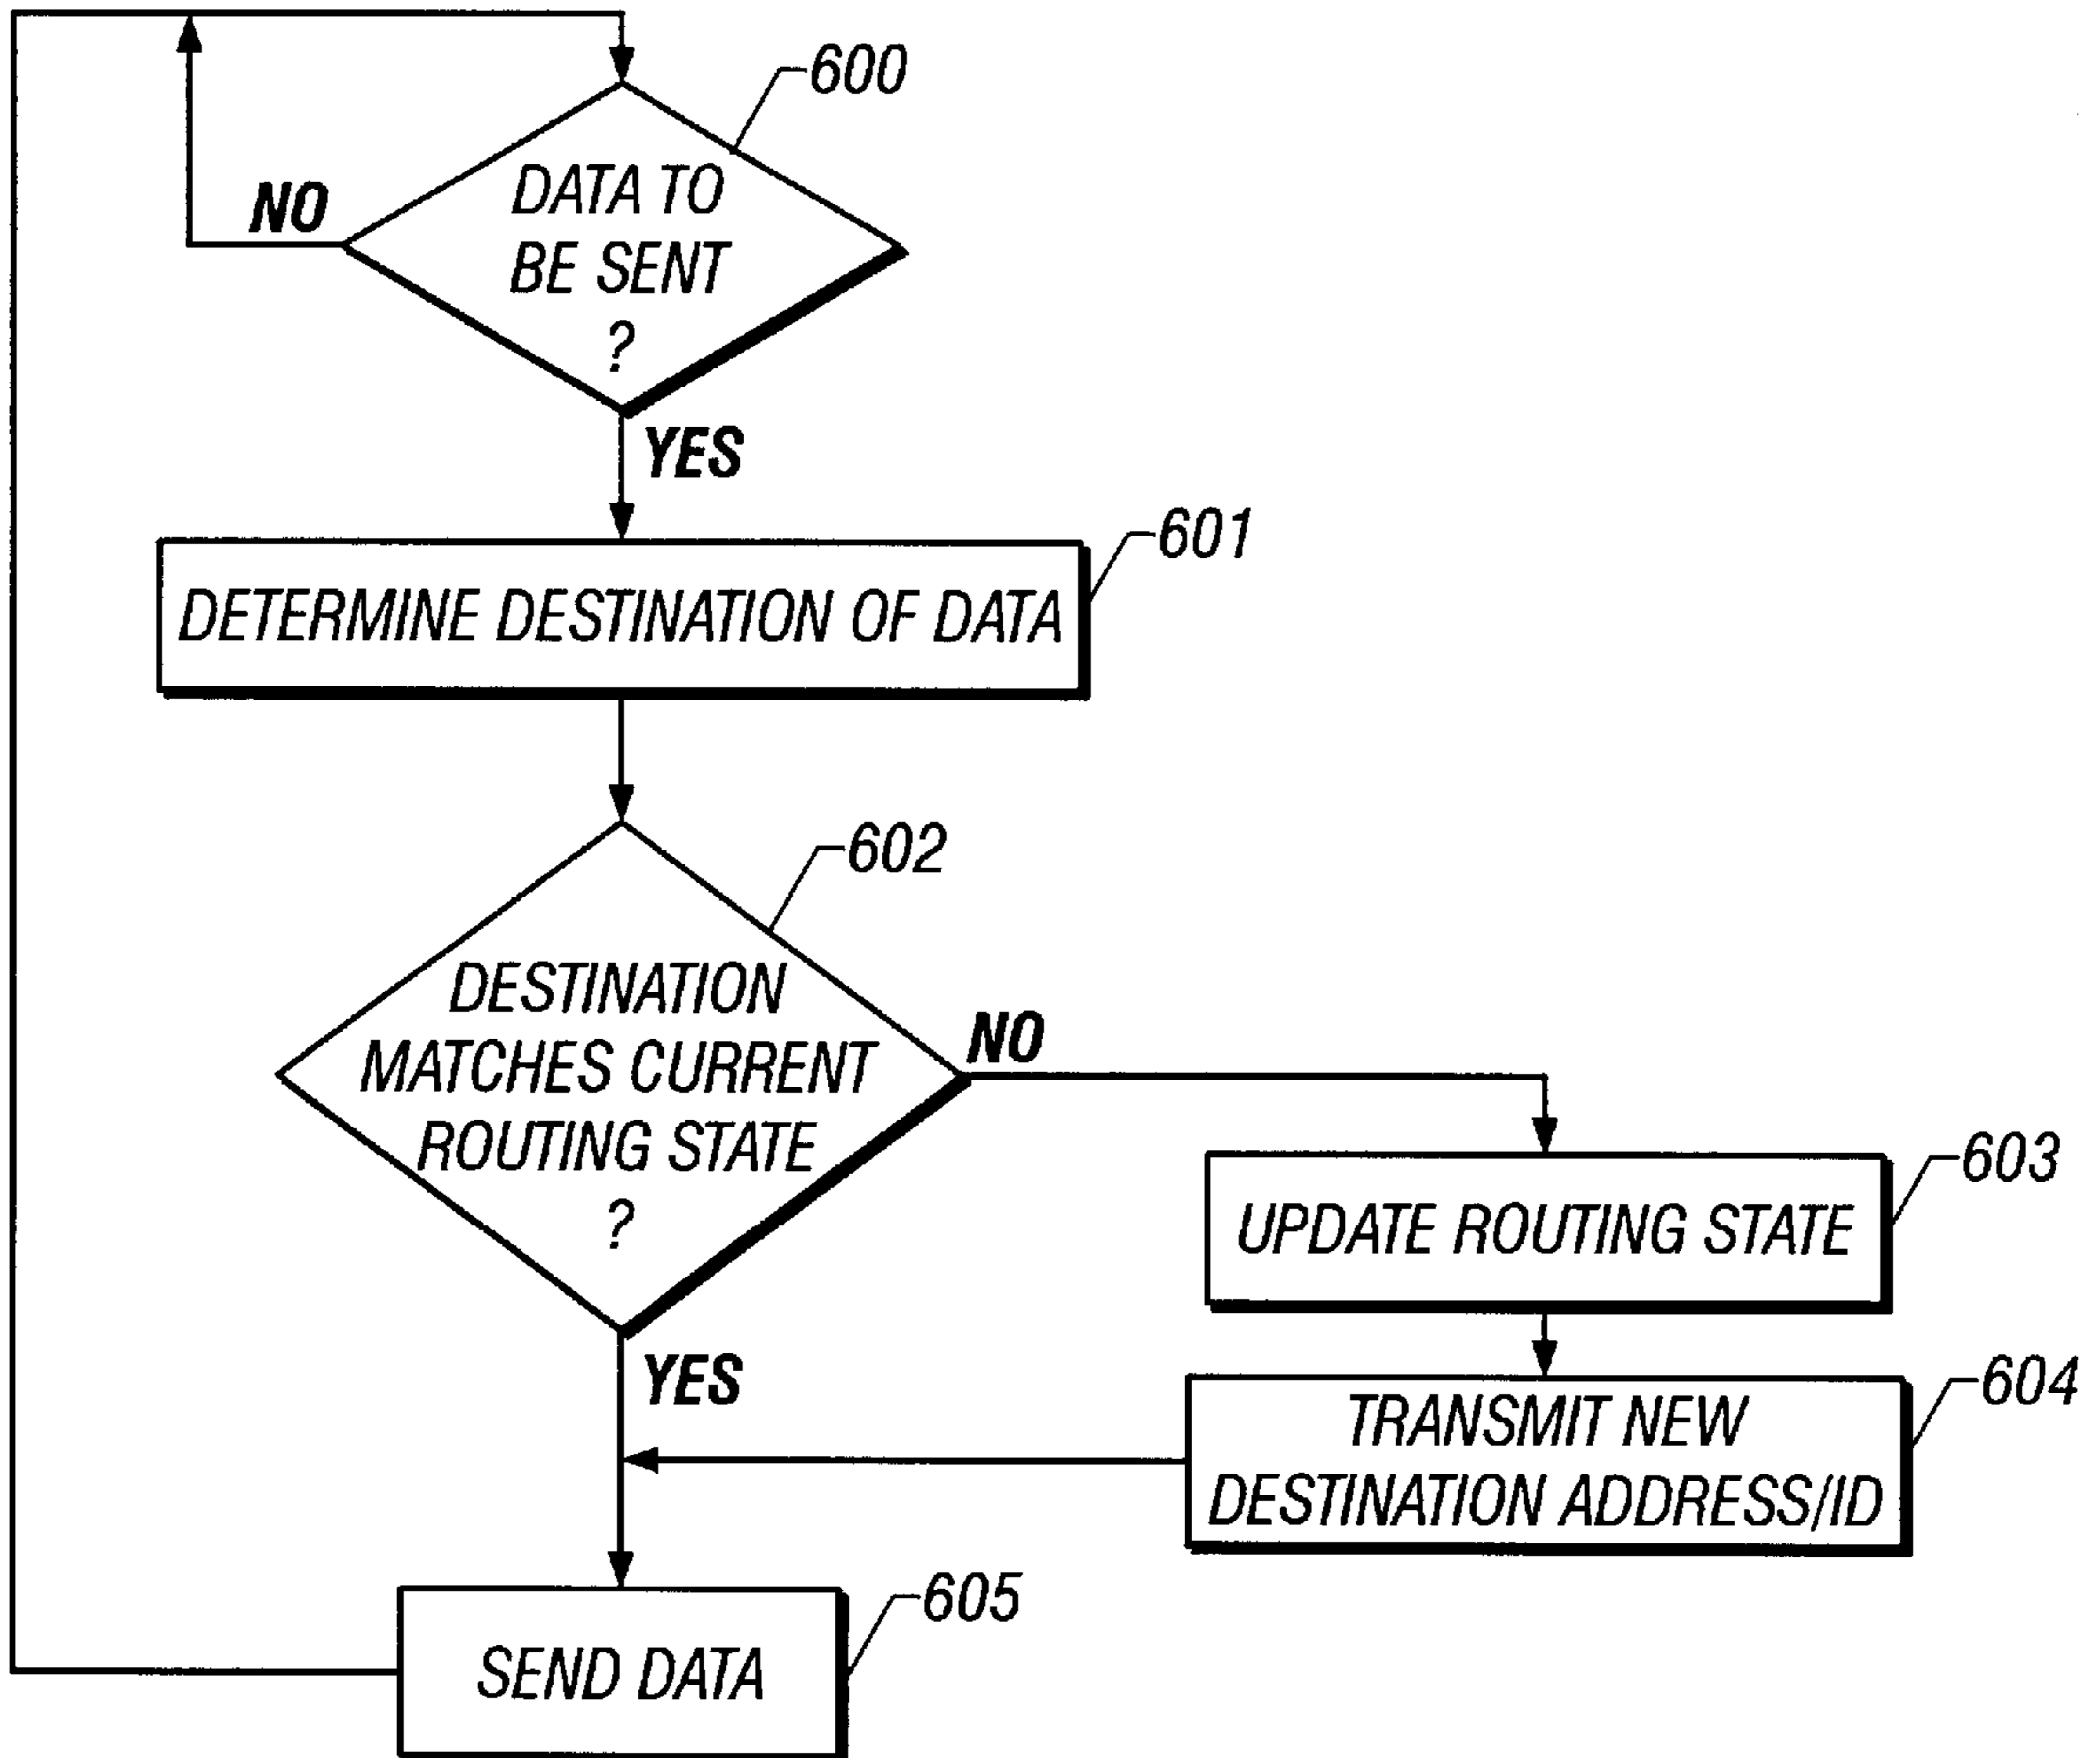 600
DATA TO
BE SENT
?
NO
YES
601
DETERMINE DESTINATION OF DATA
602
DESTINATION
MATCHES CURRENT
ROUTING STATE
?
NO
YES
603
UPDATE ROUTING STATE
604
TRANSMIT NEW
DESTINATION ADDRESS/ID
605
SEND DATA